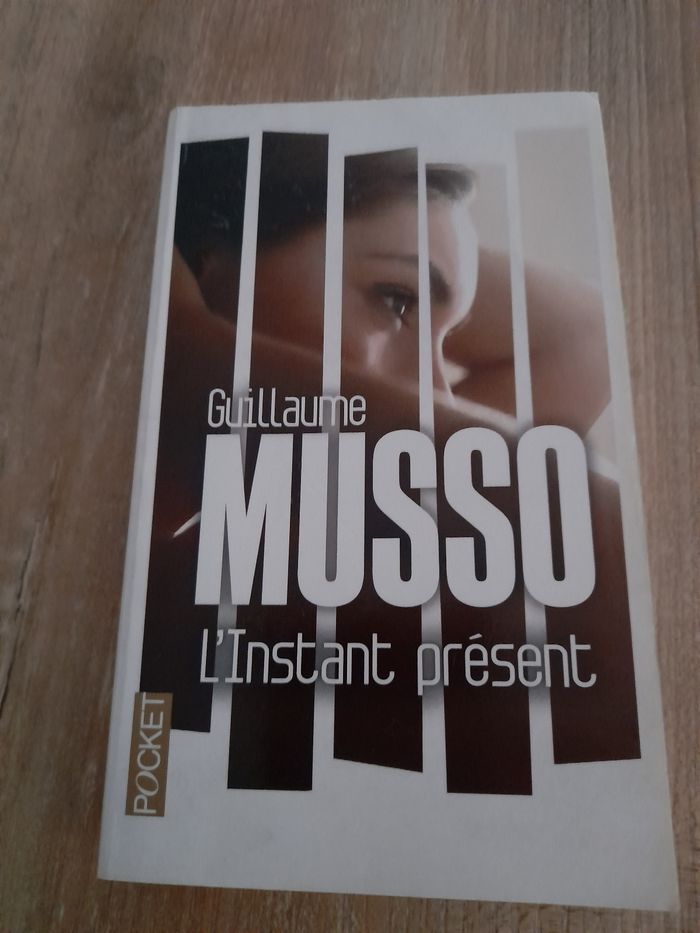 Guillaume
MUSSO
L'Instant présent
POCKET